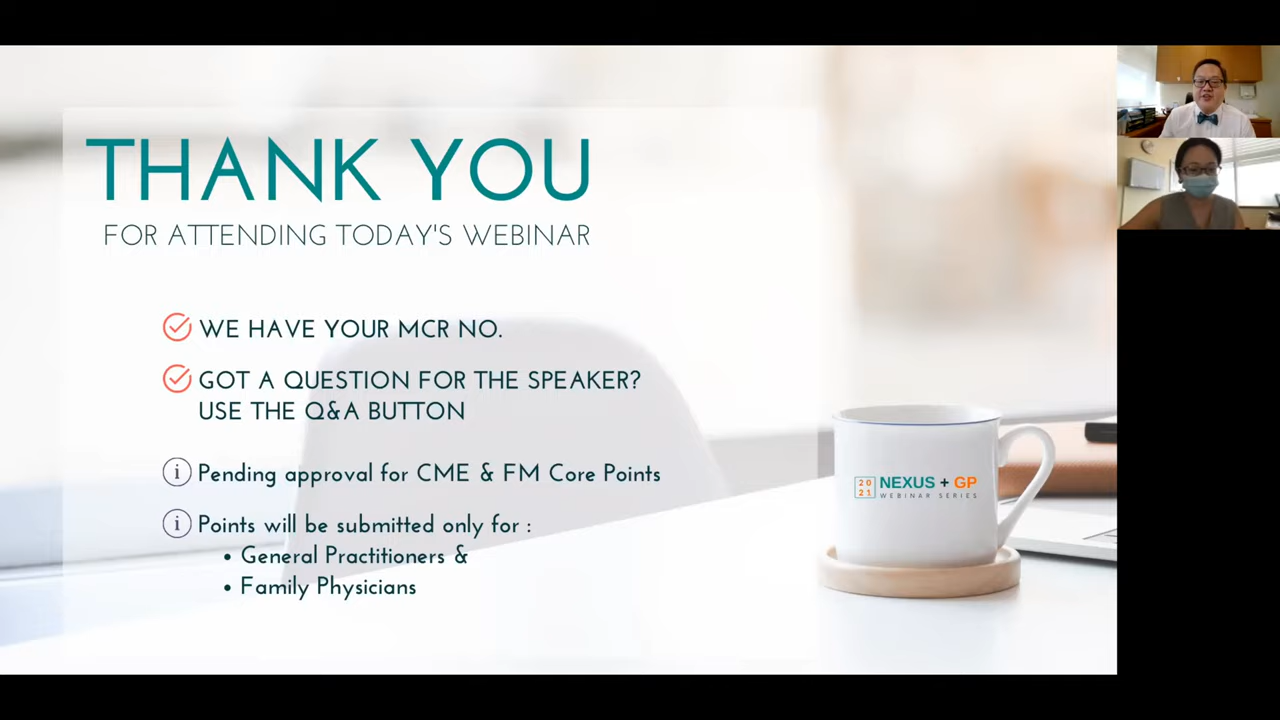 THANK YOU
FOR ATTENDING TODAY'S WEBINAR
WE HAVE YOUR MCR NO.
GOT A QUESTION FOR THE SPEAKER?
USE THE Q&A BUTTON
i Pending approval for CME & FM Core Points
i Points will be submitted only for :
• General Practitioners &
• Family Physicians
20
21
NEXUS + GP
WEBINAR SERIES